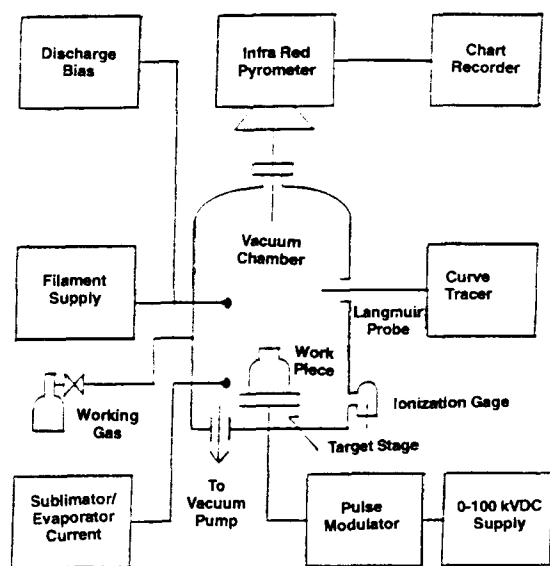 Discharge
Bias
Infra Red
Pyrometer
Chart
Recorder
Vacuum
Chamber
Filament
Supply
Curve
Tracer
Langmuir
Probe
Work
Piece
Working
Gas
Ionization Gage
Target Stage
To
Vacuum
Pump
Sublimator/
Evaporator
Current
Pulse
Modulator
0-100 kVDC
Supply